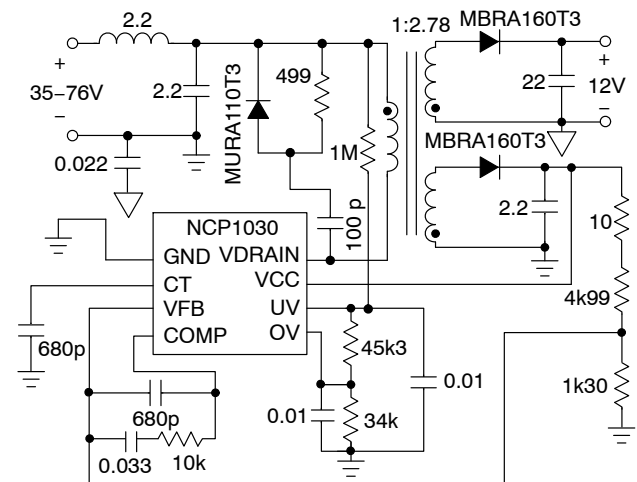 2.2
1:2.78
MBRA160T3
+
35–76V
–
2.2
MURA110T3
499
22
+
12V
–
0.022
1M
MBRA160T3
100 p
2.2
10
NCP1030
GND
VDRAIN
CT
VCC
VFB
UV
COMP
OV
4k99
680p
45k3
0.01
1k30
680p
0.01
34k
0.033
10k